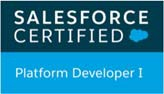 SALESFORCE
CERTIFIED
Platform Developer I